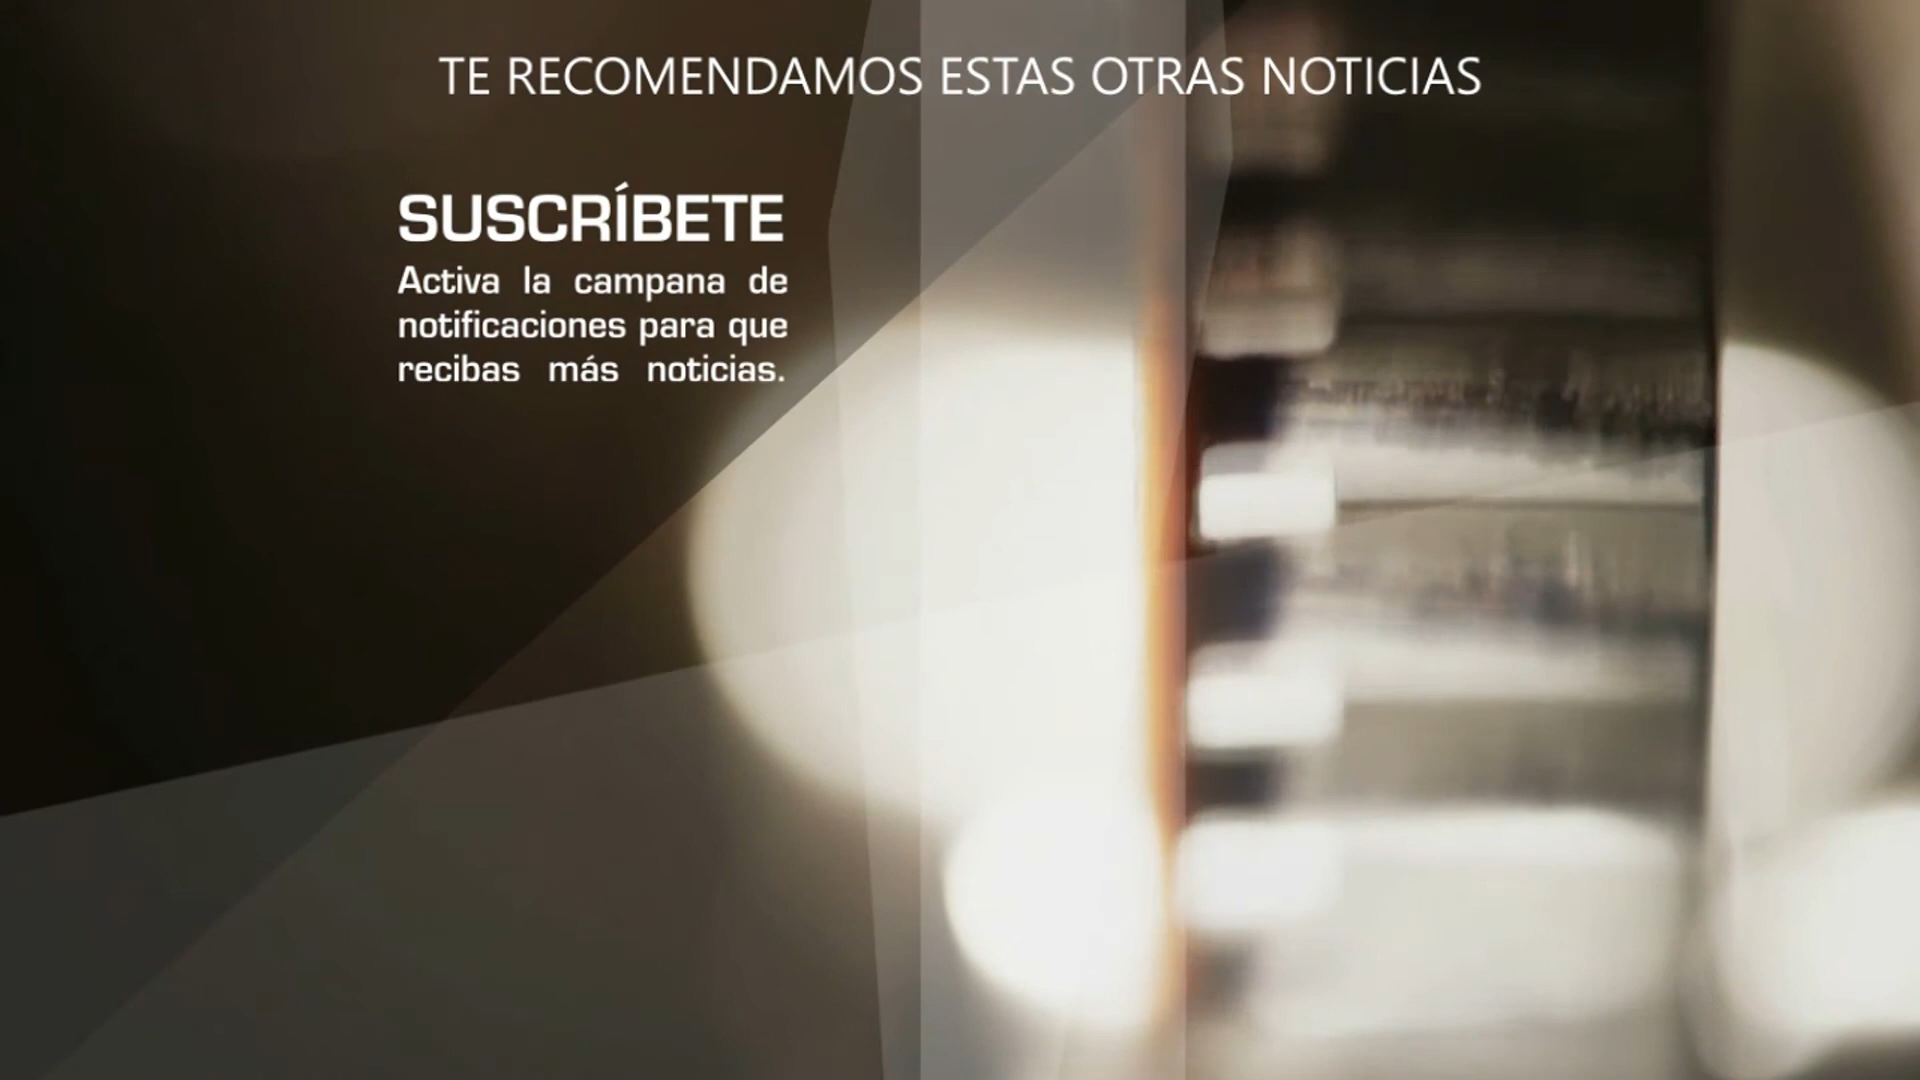 TE RECOMENDAMOS ESTAS OTRAS NOTICIAS
SUSCRÍBETE
Activa la campana de
notificaciones para que
recibas más noticias.